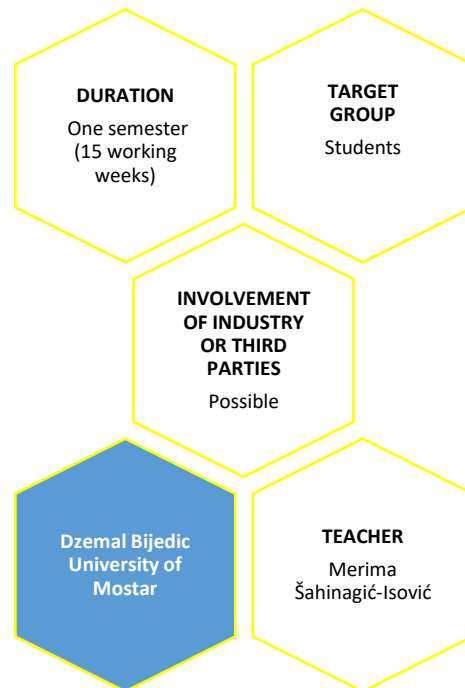 DURATION
One semester
(15 working
weeks)
TARGET
GROUP
Students
INVOLVEMENT
OF INDUSTRY
OR THIRD
PARTIES
Possible
Dzemal Bijedic
University of
Mostar
TEACHER
Merima
Šahinagić-Isović